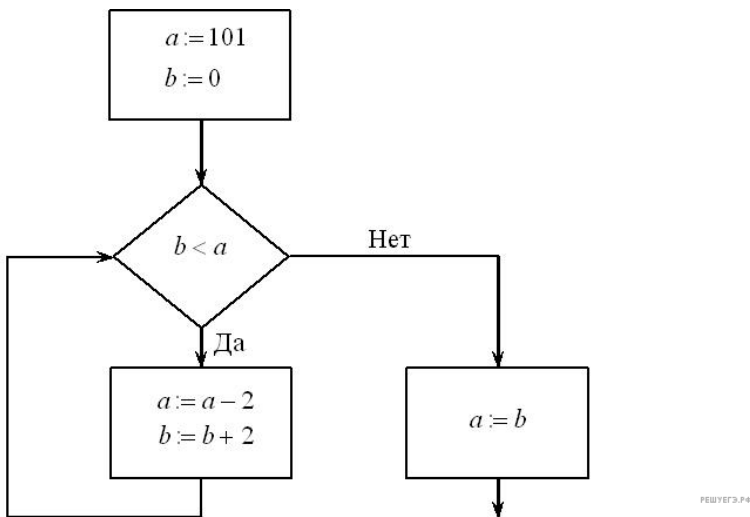 a:=101
b:=0
b < a
Нет
Да
a:=a−2
b:=b+2
a:=b
РЕШУЕГЭ.РФ